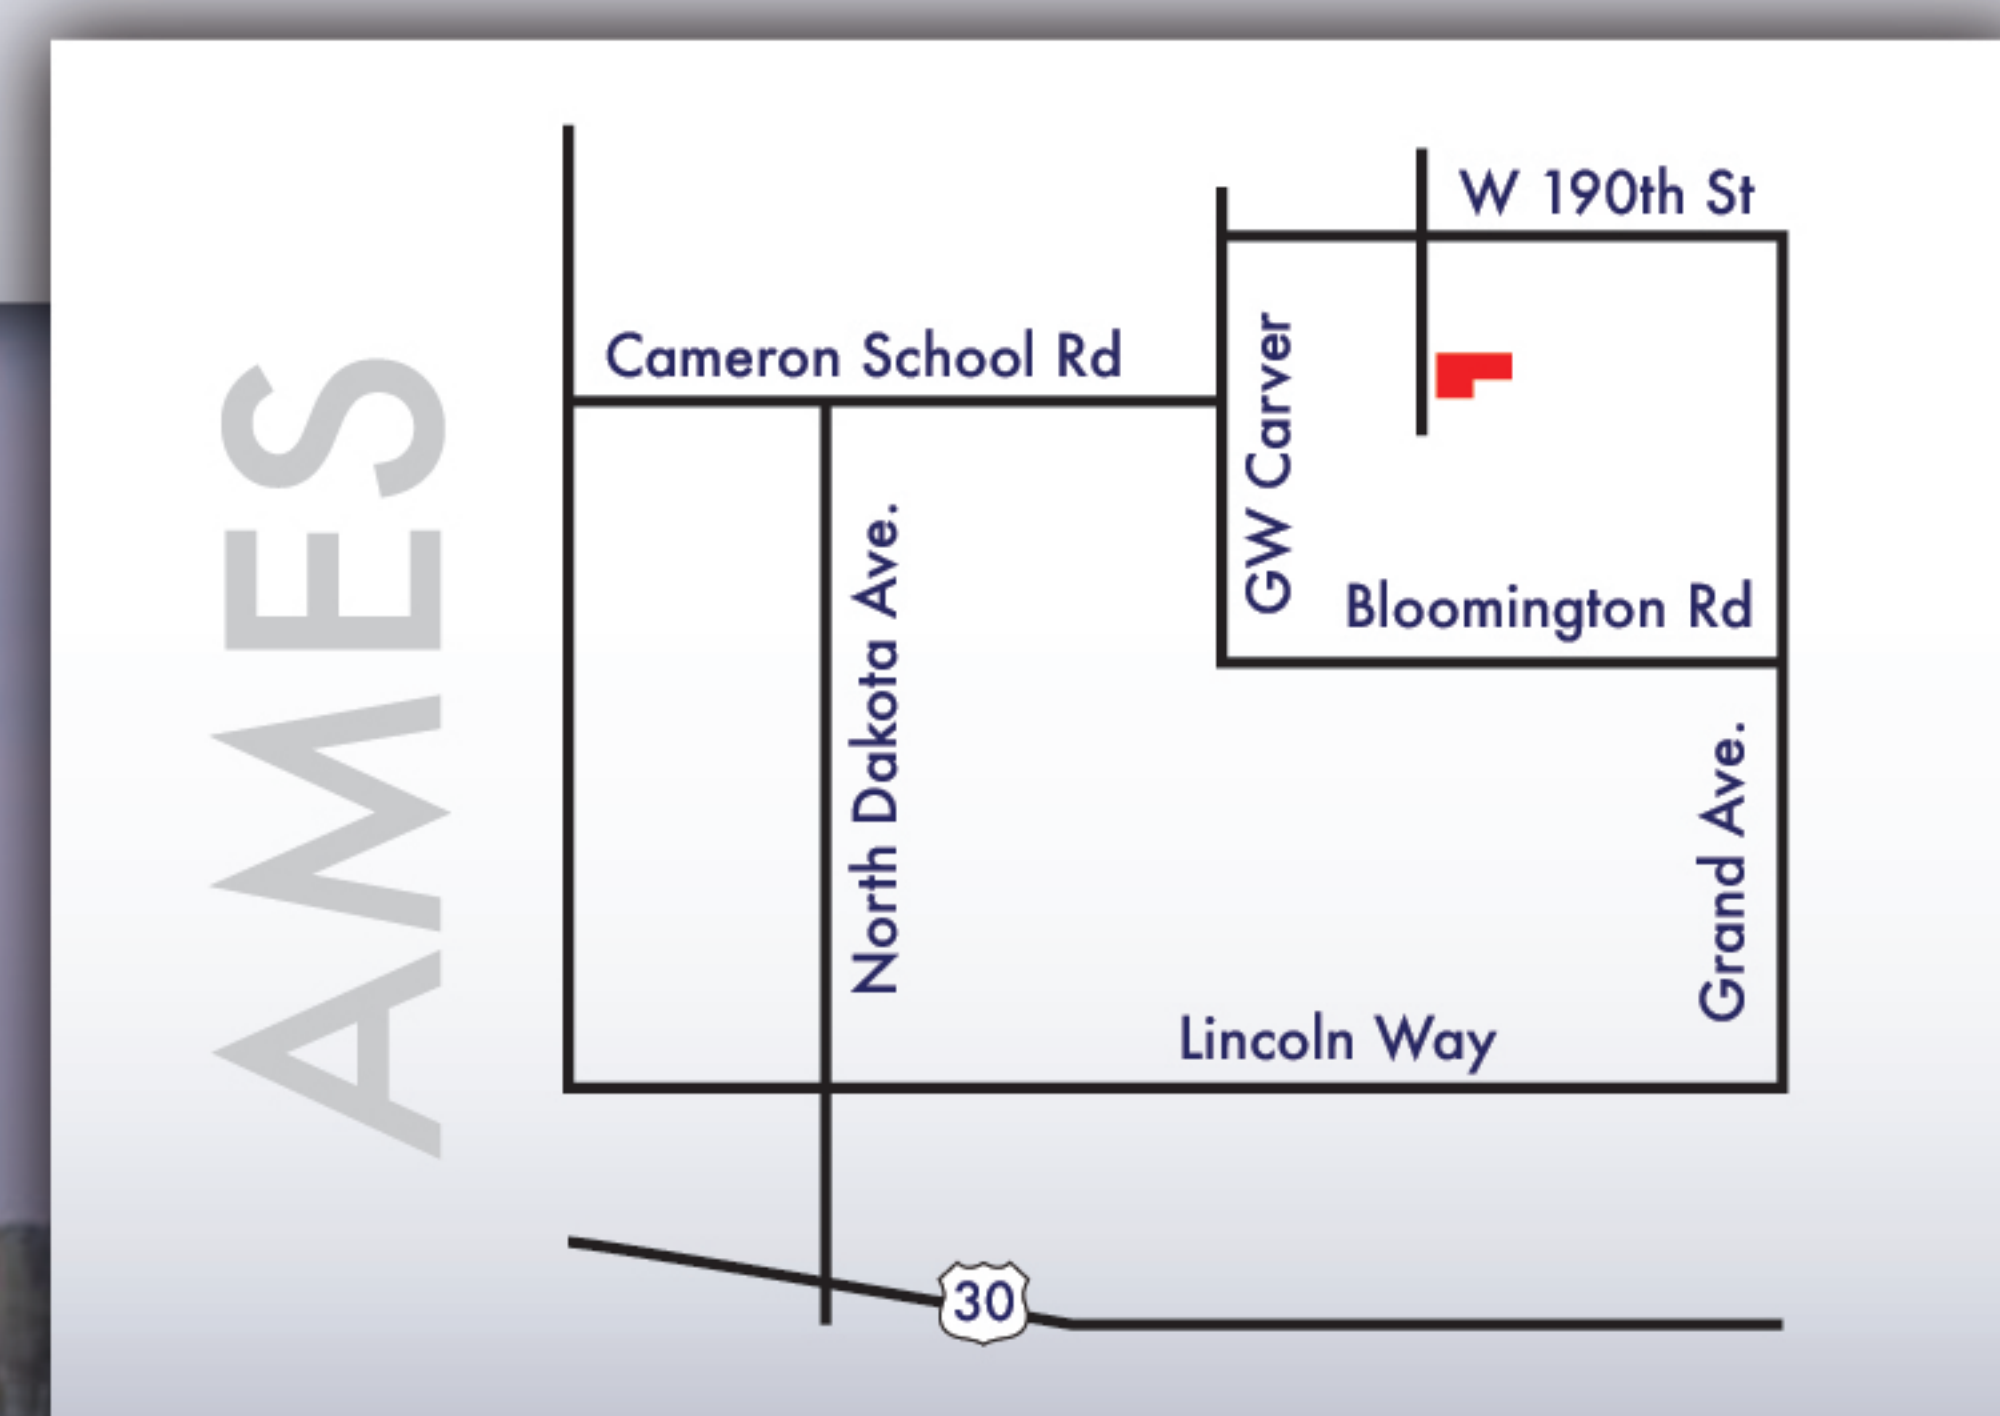 AMES
W 190th St
Cameron School Rd
GW Carver
North Dakota Ave.
Bloomington Rd
Grand Ave.
Lincoln Way
30